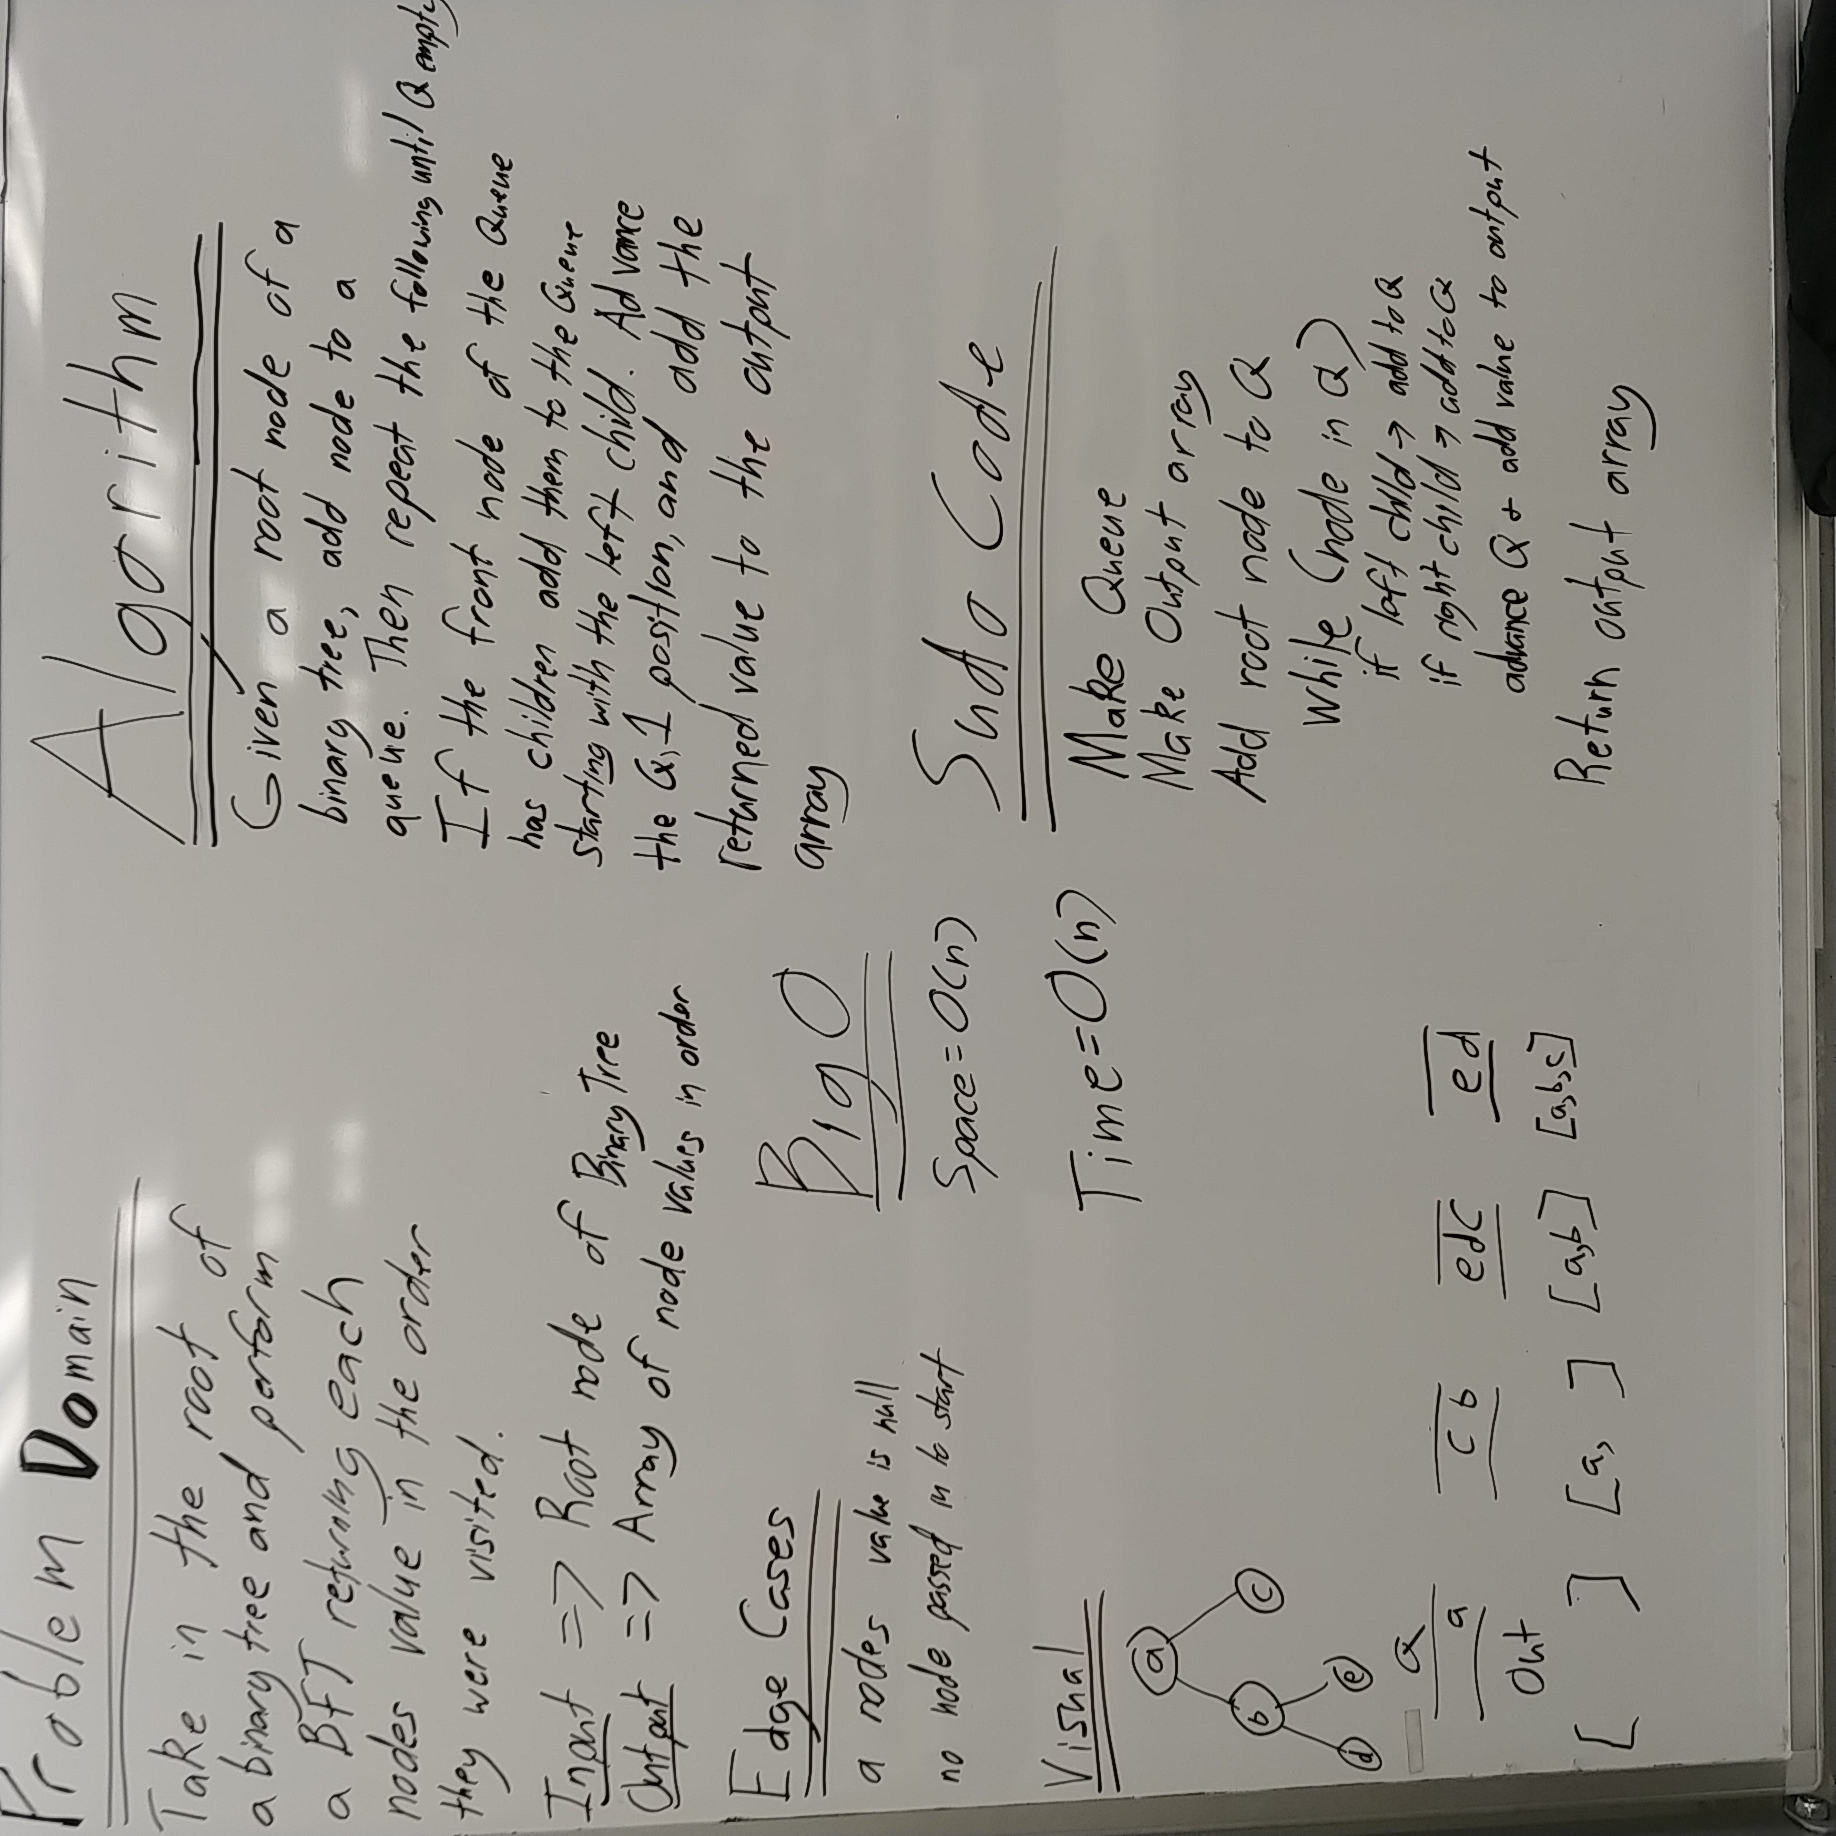 Problem Domain
Take in the root of
a binary tree and perform
a BFT returning each
nodes value in the order
they were visited.
Input => Root node of Binary Tree
Output => Array of node values in order
Edge Cases
a nodes value is null
no node passed in to start
Visual
a
b c
d e
Q
a
Out
[ ]
c b
[a, ]
edc
[a,b]
ed
[a,b,c]
Big O
Space = O(n)
Time = O(n)
Algorithm
Given a root node of a
binary tree, add node to a
queue. Then repeat the following until Q empty
If the front node of the Queue
has children add them to the Queue
starting with the left child. Advance
the Q, 1 position, and add the
returned value to the output
array
Sudo Code
Make Queue
Make Output array
Add root node to Q
While (node in Q)
if left child → add to Q
if right child → add to Q
advance Q + add value to output
Return output array